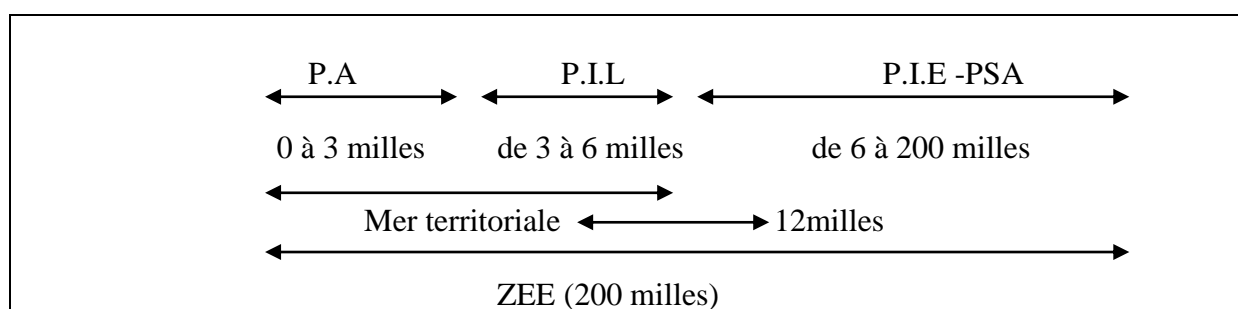 P.A P.I.L P.I.E -PSA
0 à 3 milles de 3 à 6 milles de 6 à 200 milles
Mer territoriale 12milles
ZEE (200 milles)